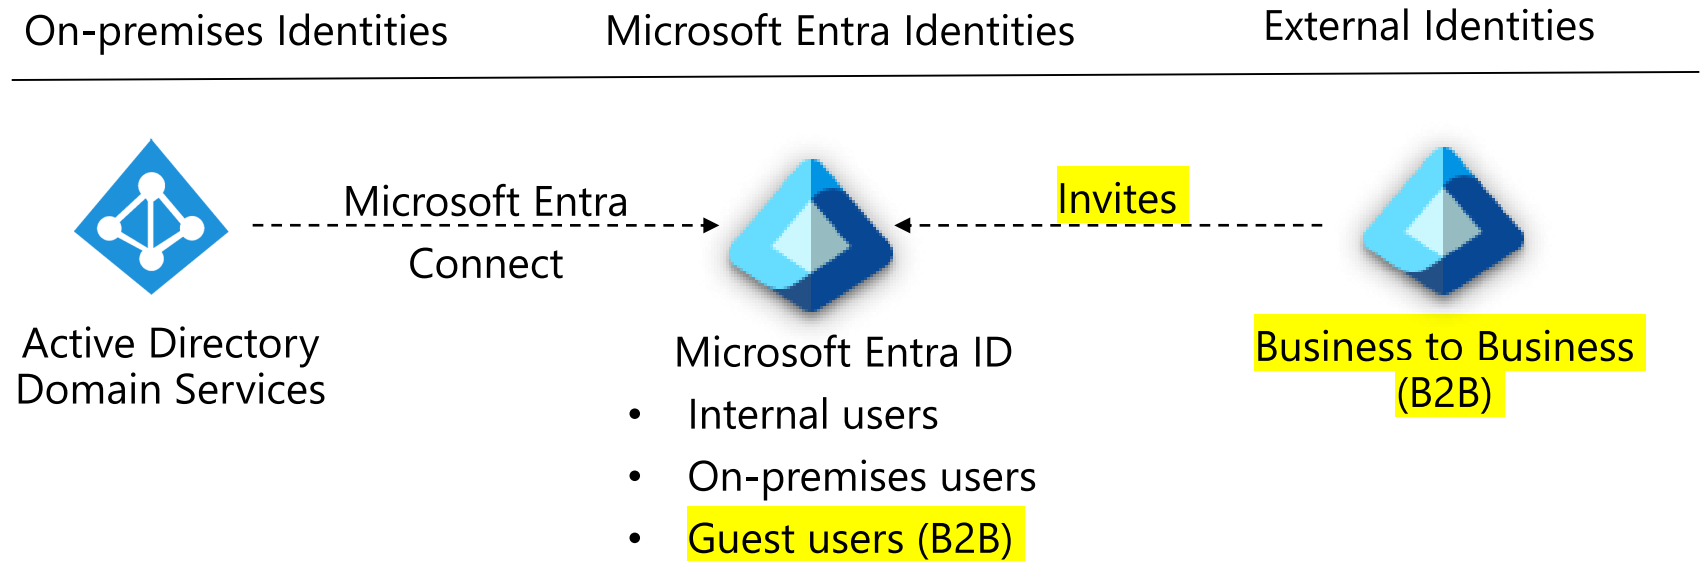 On-premises Identities
Microsoft Entra Identities
External Identities
Microsoft Entra
Connect
Invites
Active Directory
Domain Services
Microsoft Entra ID
• Internal users
• On-premises users
• Guest users (B2B)
Business to Business
(B2B)